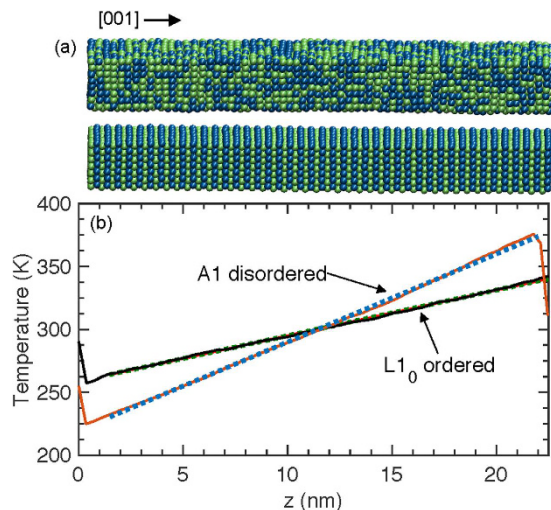 [001]
(a)
400
(b)
350
A1 disordered
300
L1₀ ordered
250
200
0 5 10 15 20
z (nm)
Temperature (K)